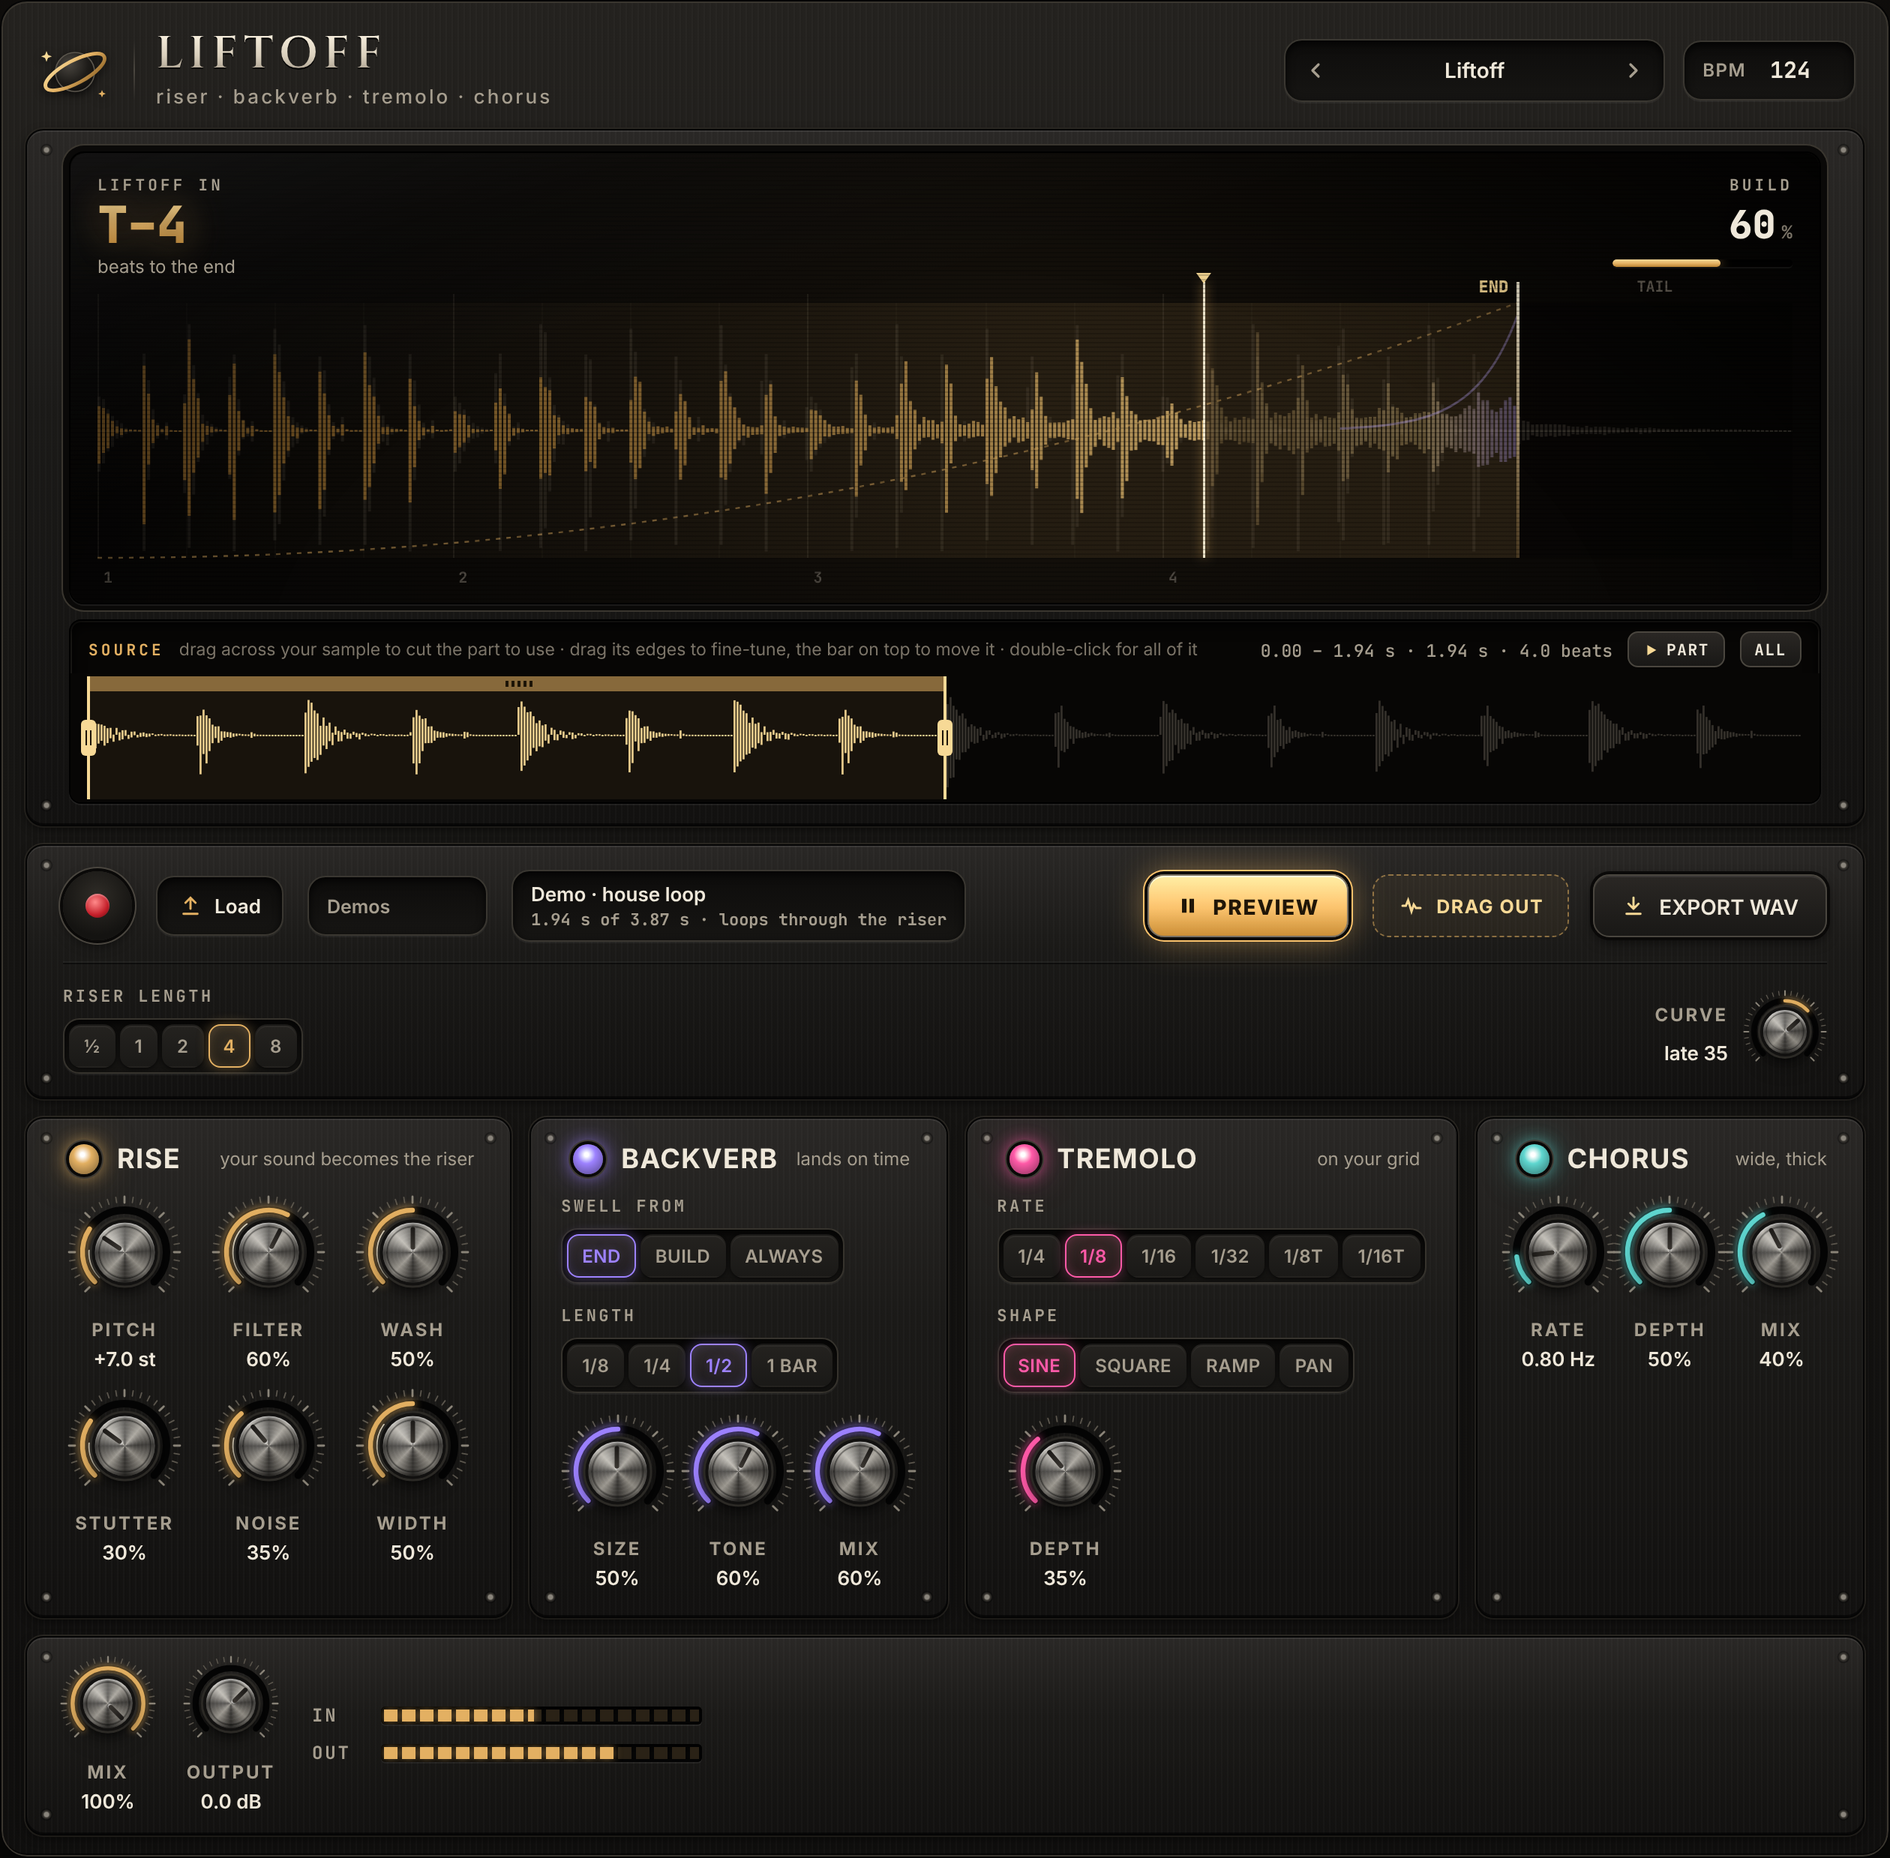 LIFTOFF
riser · backverb · tremolo · chorus
Liftoff
BPM 124
LIFTOFF IN
T−4
beats to the end
BUILD
60 %
END
TAIL
1 2 3 4
SOURCE drag across your sample to cut the part to use · drag its edges to fine-tune, the bar on top to move it · double-click for all of it 0.00 – 1.94 s · 1.94 s · 4.0 beats PART ALL
Load
Demos
Demo · house loop
1.94 s of 3.87 s · loops through the riser
PREVIEW
DRAG OUT
EXPORT WAV
RISER LENGTH
½ 1 2 4 8
CURVE
late 35
RISE your sound becomes the riser
PITCH FILTER WASH
+7.0 st 60% 50%
STUTTER NOISE WIDTH
30% 35% 50%
BACKVERB lands on time
SWELL FROM
END BUILD ALWAYS
LENGTH
1/8 1/4 1/2 1 BAR
SIZE TONE MIX
50% 60% 60%
TREMOLO on your grid
RATE
1/4 1/8 1/16 1/32 1/8T 1/16T
SHAPE
SINE SQUARE RAMP PAN
DEPTH
35%
CHORUS wide, thick
RATE DEPTH MIX
0.80 Hz 50% 40%
MIX OUTPUT
100% 0.0 dB
IN
OUT